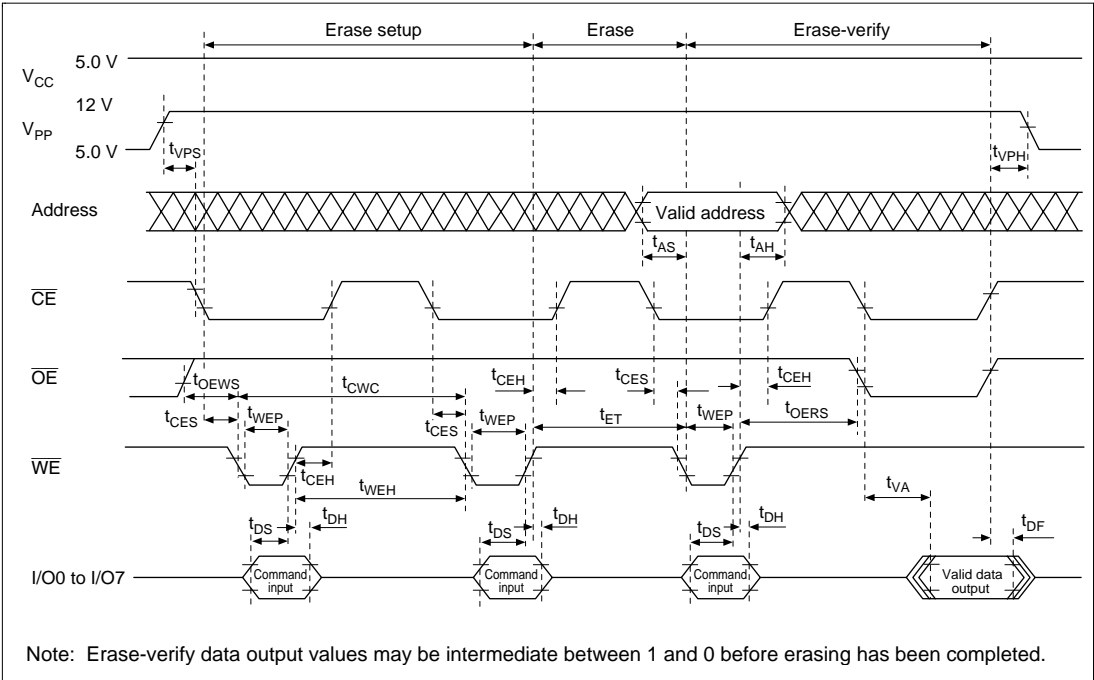 Erase setup Erase Erase-verify
5.0 V
VCC
12 V
VPP
5.0 V
tVPS tVPH
Address Valid address
tAS tAH
CE
OE
tOEWS tCWC tCEH tCES tCEH
tCES tWEP tCES tWEP tET tWEP tOERS
WE
tCEH tWEH tVA
tDS tDH tDS tDH tDS tDH tDF
I/O0 to I/O7 Command input Command input Command input Valid data output
Note: Erase-verify data output values may be intermediate between 1 and 0 before erasing has been completed.